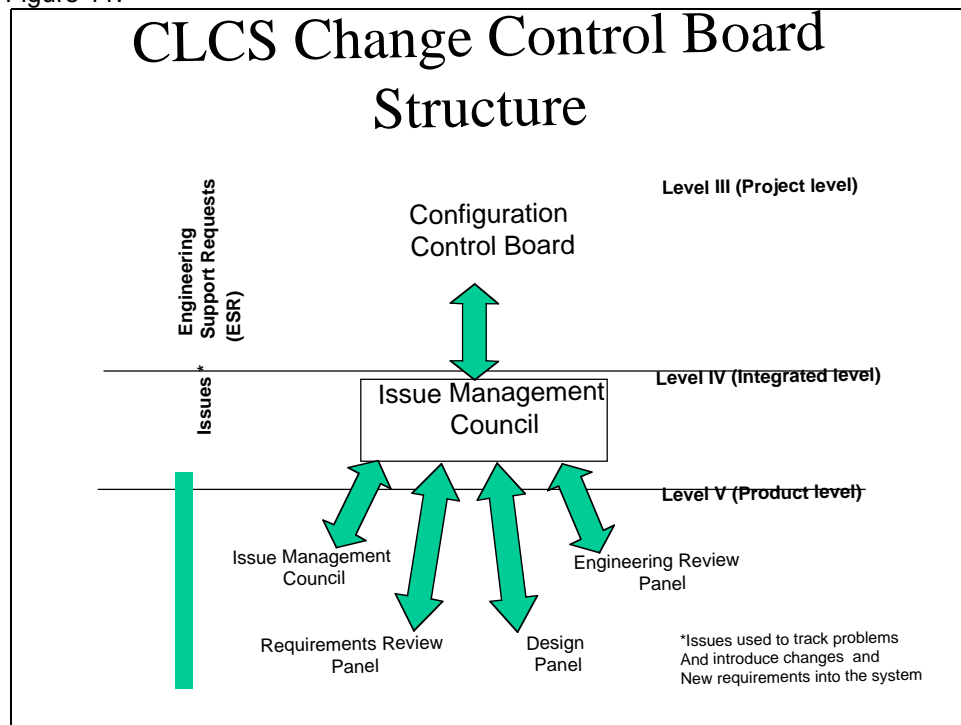 Figure
CLCS Change Control Board
Structure
Engineering
Support Requests
(ESR)
Level III (Project level)
Configuration
Control Board
Issues *
Level IV (Integrated level)
Issue Management
Council
Level V (Product level)
Issue Management
Council
Engineering Review
Panel
Requirements Review
Panel
Design
Panel
*Issues used to track problems
And introduce changes and
New requirements into the system